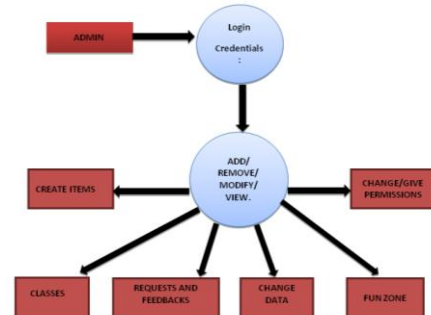 Login
Credentials
:
ADMIN
ADD/
REMOVE/
MODIFY/
VIEW.
CREATE ITEMS
CHANGE/GIVE
PERMISSIONS
CLASSES
REQUESTS AND
FEEDBACKS
CHANGE
DATA
FUN ZONE